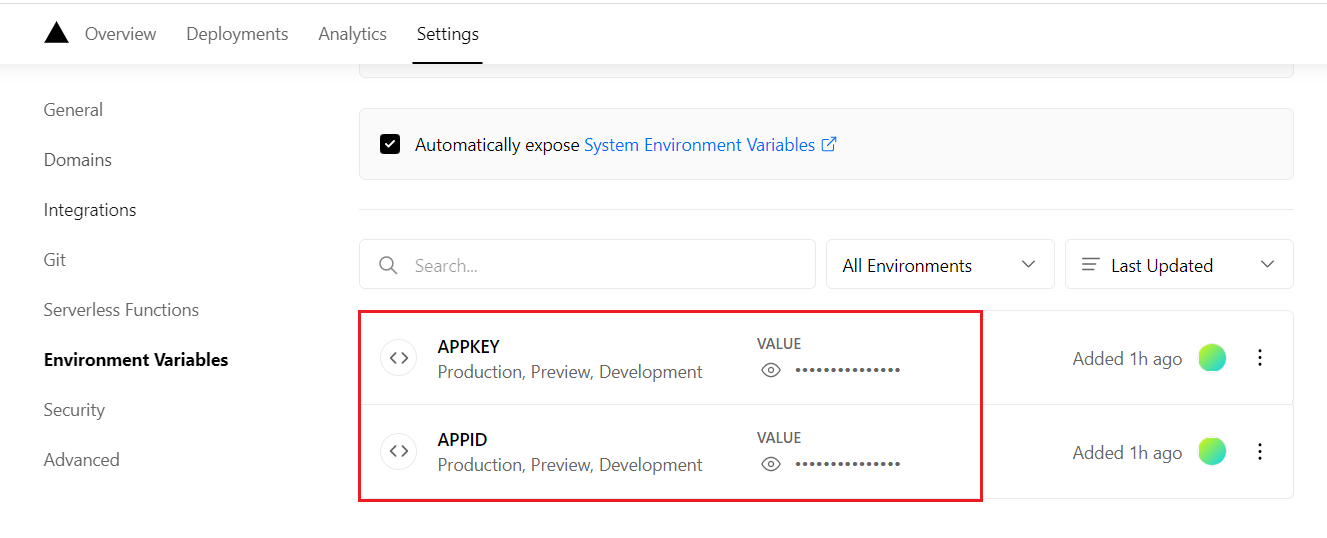 Overview Deployments Analytics Settings
General
Domains
Integrations
Git
Serverless Functions
Environment Variables
Security
Advanced
Automatically expose System Environment Variables
Search...
All Environments
Last Updated
APPKEY
Production, Preview, Development
VALUE
•••••••••••••••
Added 1h ago
APPID
Production, Preview, Development
VALUE
•••••••••••••••
Added 1h ago